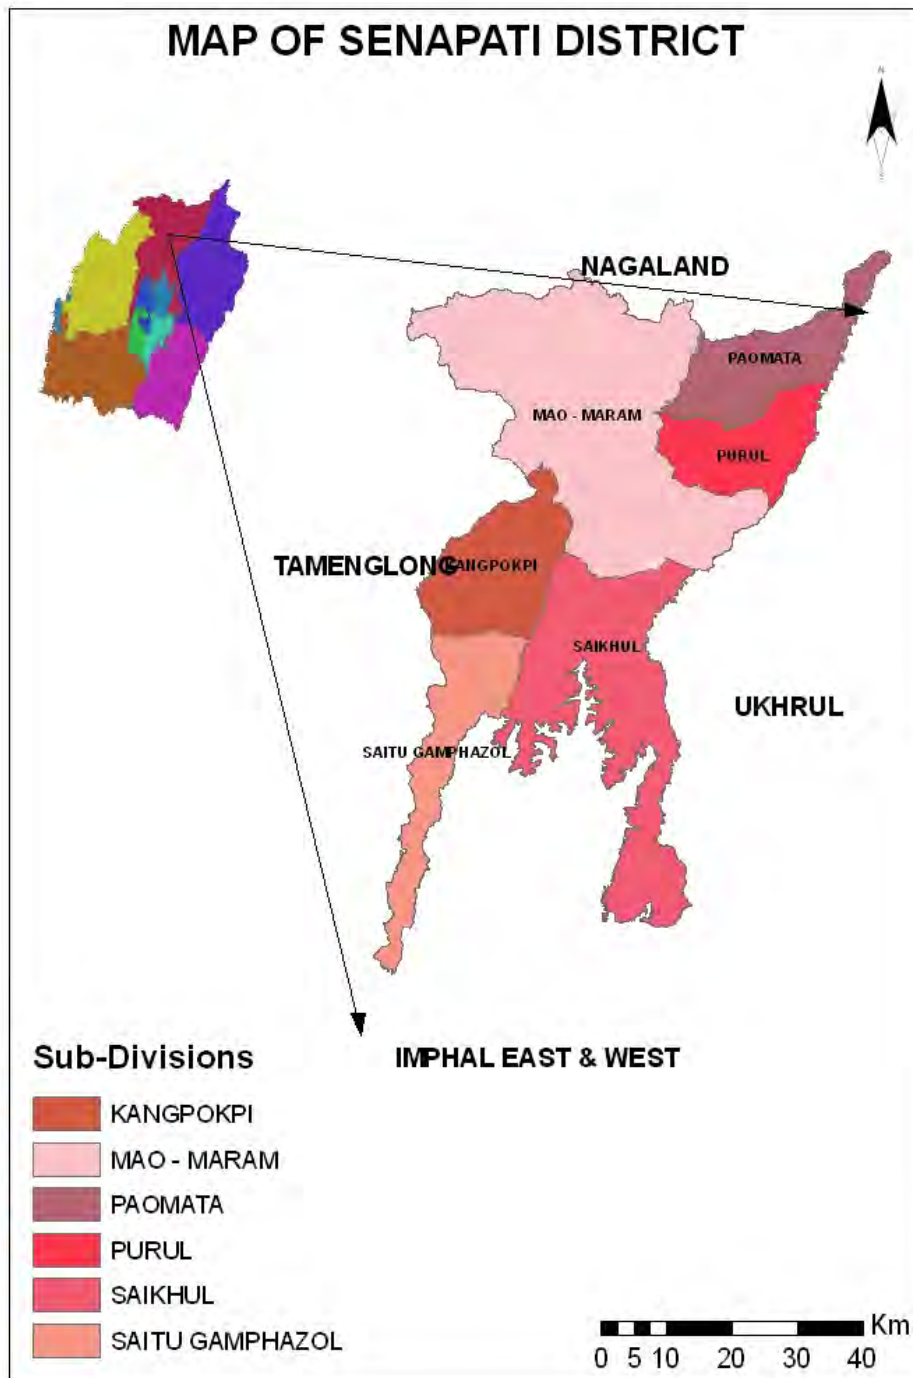 MAP OF SENAPATI DISTRICT
N
NAGALAND
PAOMATA
MAO - MARAM
PURUL
TAMENGLONG
KANGPOKPI
SAIKHUL
UKHRUL
SAITU GAMPHAZOL
IMPHAL EAST & WEST
Sub-Divisions
KANGPOKPI
MAO - MARAM
PAOMATA
PURUL
SAIKHUL
SAITU GAMPHAZOL
Km
0 5 10 20 30 40